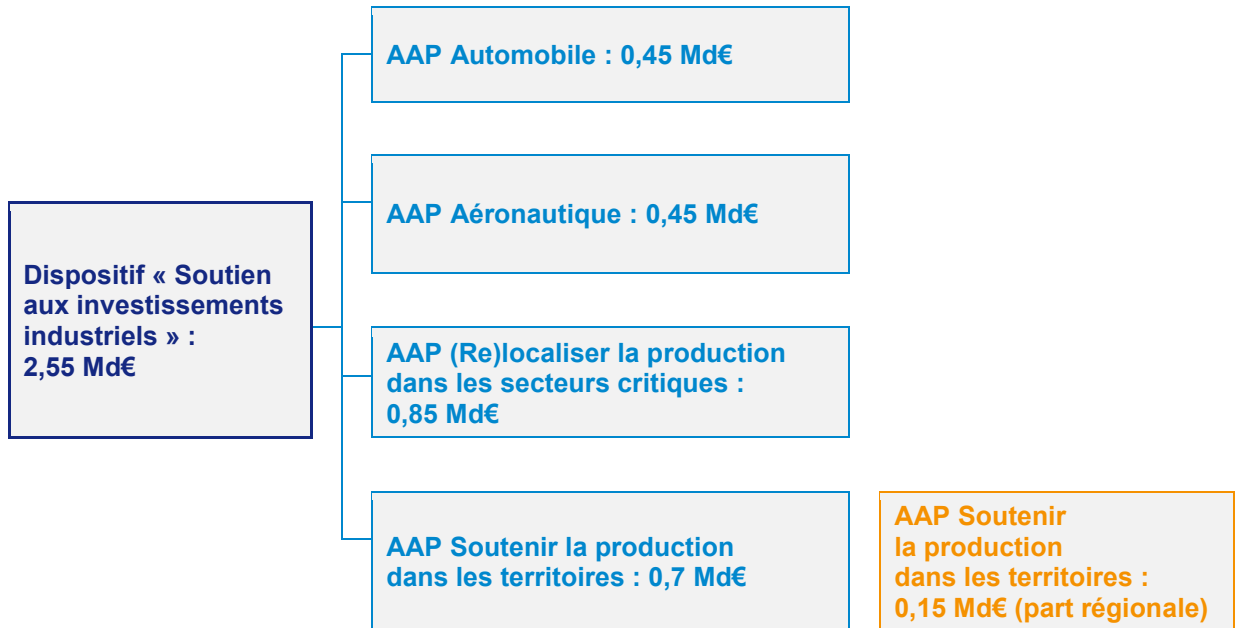 AAP Automobile : 0,45 Md€
AAP Aéronautique : 0,45 Md€
Dispositif « Soutien
aux investissements
industriels » :
2,55 Md€
AAP (Re)localiser la production
dans les secteurs critiques :
0,85 Md€
AAP Soutenir la production
dans les territoires : 0,7 Md€
AAP Soutenir
la production
dans les territoires :
0,15 Md€ (part régionale)